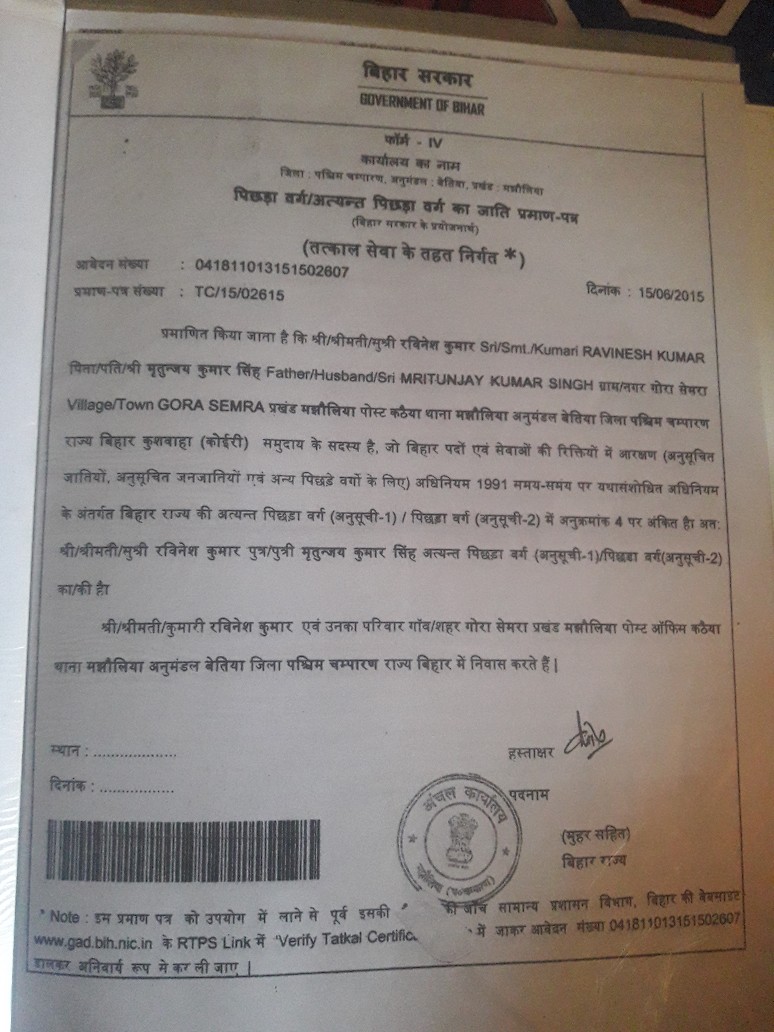 बिहार सरकार
GOVERNMENT OF BIHAR
फॉर्म - IV
कार्यालय का नाम
जिला : पश्चिम चम्पारण, अनुमंडल : बेतिया, प्रखंड : मझौलिया
पिछड़ा वर्ग/अत्यन्त पिछड़ा वर्ग का जाति प्रमाण-पत्र
(बिहार सरकार के प्रयोजनार्थ)
(तत्काल सेवा के तहत निर्गत *)
आवेदन संख्या : 041811013151502607
प्रमाण-पत्र संख्या : TC/15/02615
दिनांक : 15/06/2015
प्रमाणित किया जाता है कि श्री/श्रीमती/सुश्री रविनेश कुमार Sri/Smt./Kumari RAVINESH KUMAR
पिता/पति/श्री मृतुन्जय कुमार सिंह Father/Husband/Sri MRITUNJAY KUMAR SINGH ग्राम/नगर गोरा सेमरा
Village/Town GORA SEMRA प्रखंड मझौलिया पोस्ट कठैया थाना मझौलिया अनुमंडल बेतिया जिला पश्चिम चम्पारण
राज्य बिहार कुशवाहा (कोईरी) समुदाय के सदस्य है, जो बिहार पदों एवं सेवाओं की रिक्तियों में आरक्षण (अनुसूचित
जातियों, अनुसूचित जनजातियों एवं अन्य पिछड़े वर्गो के लिए) अधिनियम 1991 समय-समय पर यथासंशोधित अधिनियम
के अंतर्गत बिहार राज्य की अत्यन्त पिछड़ा वर्ग (अनुसूची-1) / पिछड़ा वर्ग (अनुसूची-2) में अनुक्रमांक 4 पर अंकित है। अत:
श्री/श्रीमती/सुश्री रविनेश कुमार पुत्र/पुत्री मृतुन्जय कुमार सिंह अत्यन्त पिछड़ा वर्ग (अनुसूची-1)/पिछडा वर्ग(अनुसूची-2)
का/की है।
श्री/श्रीमती/कुमारी रविनेश कुमार एवं उनका परिवार गाँव/शहर गोरा सेमरा प्रखंड मझौलिया पोस्ट ऑफिस कठैया
थाना मझौलिया अनुमंडल बेतिया जिला पश्चिम चम्पारण राज्य बिहार में निवास करते हैं |
स्थान : ....................
हस्ताक्षर
दिनांक : ..................
पदनाम
अंचल कार्यालय
(मुहर सहित)
बिहार राज्य
* Note : इस प्रमाण पत्र को उपयोग में लाने से पूर्व इसकी की जाँच सामान्य प्रशासन विभाग, बिहार की वेबसाइट
www.gad.bih.nic.in के RTPS Link में 'Verify Tatkal Certific में जाकर आवेदन संख्या 041811013151502607
डालकर अनिवार्य रूप से कर ली जाए |